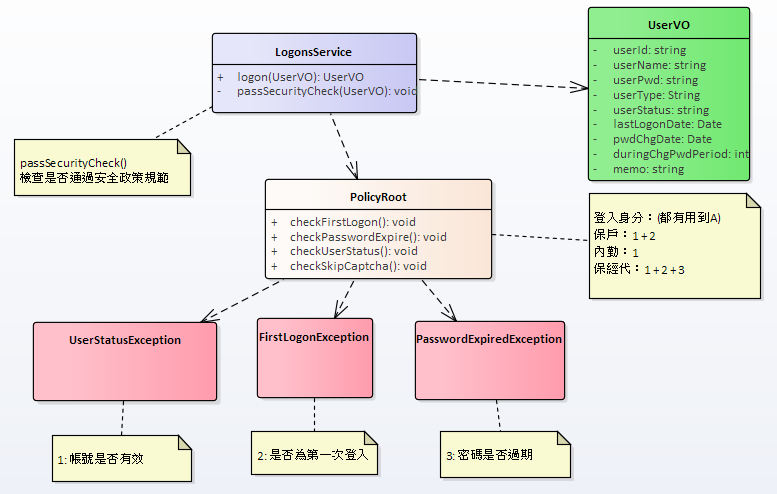 LogonsService
+ logon(UserVO): UserVO
- passSecurityCheck(UserVO): void
UserVO
- userId: string
- userName: string
- userPwd: string
- userType: String
- userStatus: string
- lastLogonDate: Date
- pwdChgDate: Date
- duringChgPwdPeriod: int
- memo: string
passSecurityCheck()
檢查是否通過安全政策規範
PolicyRoot
+ checkFirstLogon(): void
+ checkPasswordExpire(): void
+ checkUserStatus(): void
+ checkSkipCaptcha(): void
登入身分：(都有用到A)
保戶：1+2
內勤：1
保經代：1+2+3
UserStatusException
FirstLogonException
PasswordExpiredException
1: 帳號是否有效
2: 是否為第一次登入
3: 密碼是否過期